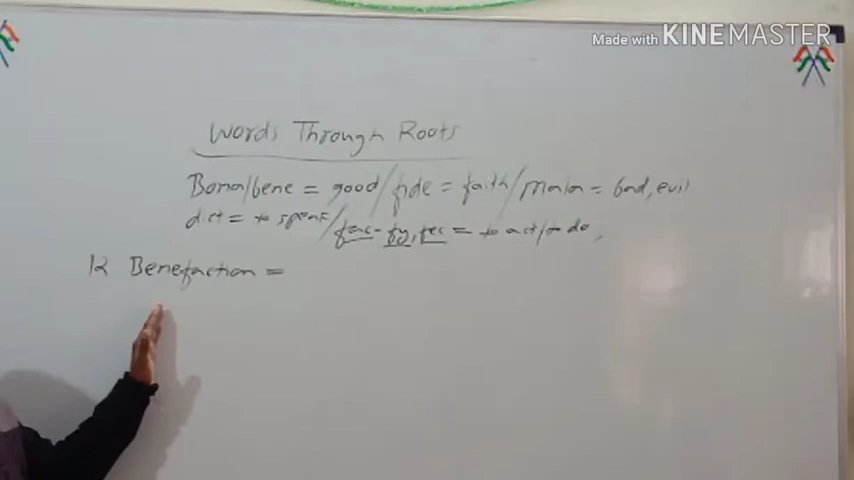 Made with KINEMASTER
Words Through Roots
Bona/bene = good/fide = faith/mala = bad, evil
dict = to speak/fac-fy, fec = to act/to do,
12 Benefaction =